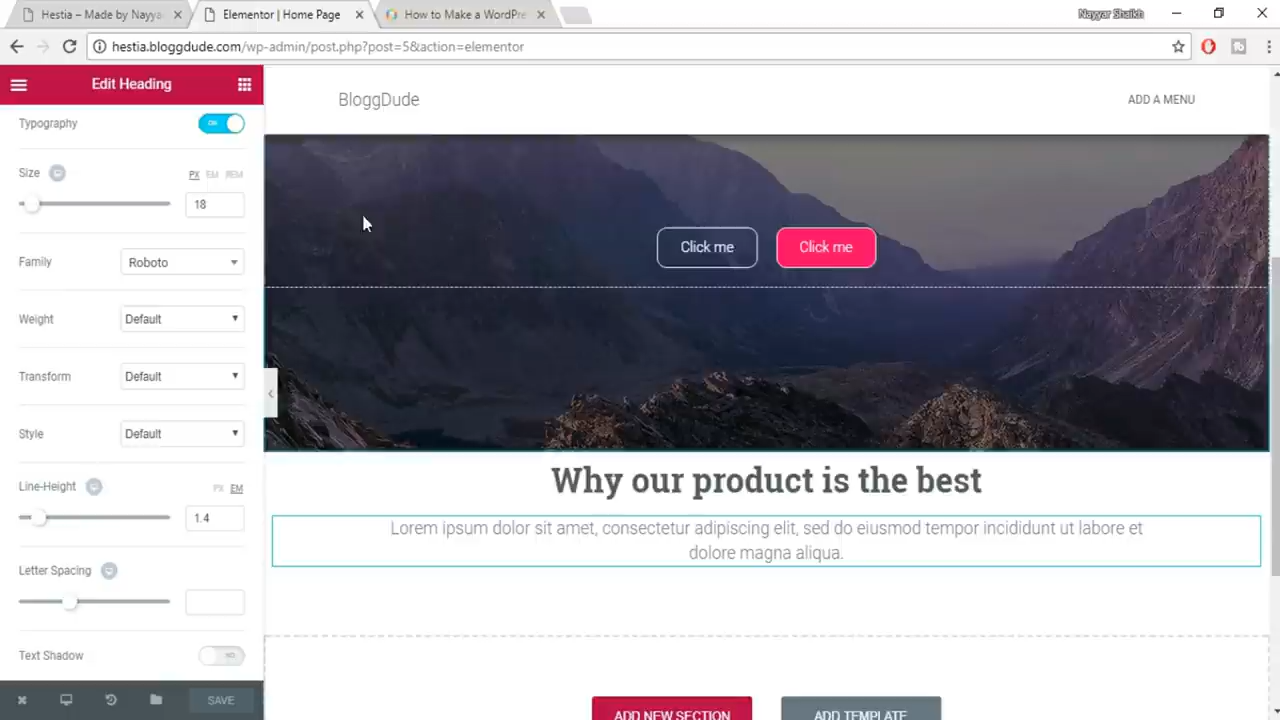 Hestia – Made by Nayya
Elementor | Home Page
How to Make a WordPre
Nayyar Shaikh
hestia.bloggdude.com/wp-admin/post.php?post=5&action=elementor
Edit Heading
BloggDude
ADD A MENU
Typography
ON
Size
PX EM REM
18
Click me
Click me
Family
Roboto
Weight
Default
Transform
Default
Style
Default
Why our product is the best
Line-Height
PX EM
1.4
Lorem ipsum dolor sit amet, consectetur adipiscing elit, sed do eiusmod tempor incididunt ut labore et
dolore magna aliqua.
Letter Spacing
Text Shadow
NO
SAVE
ADD NEW SECTION
ADD TEMPLATE